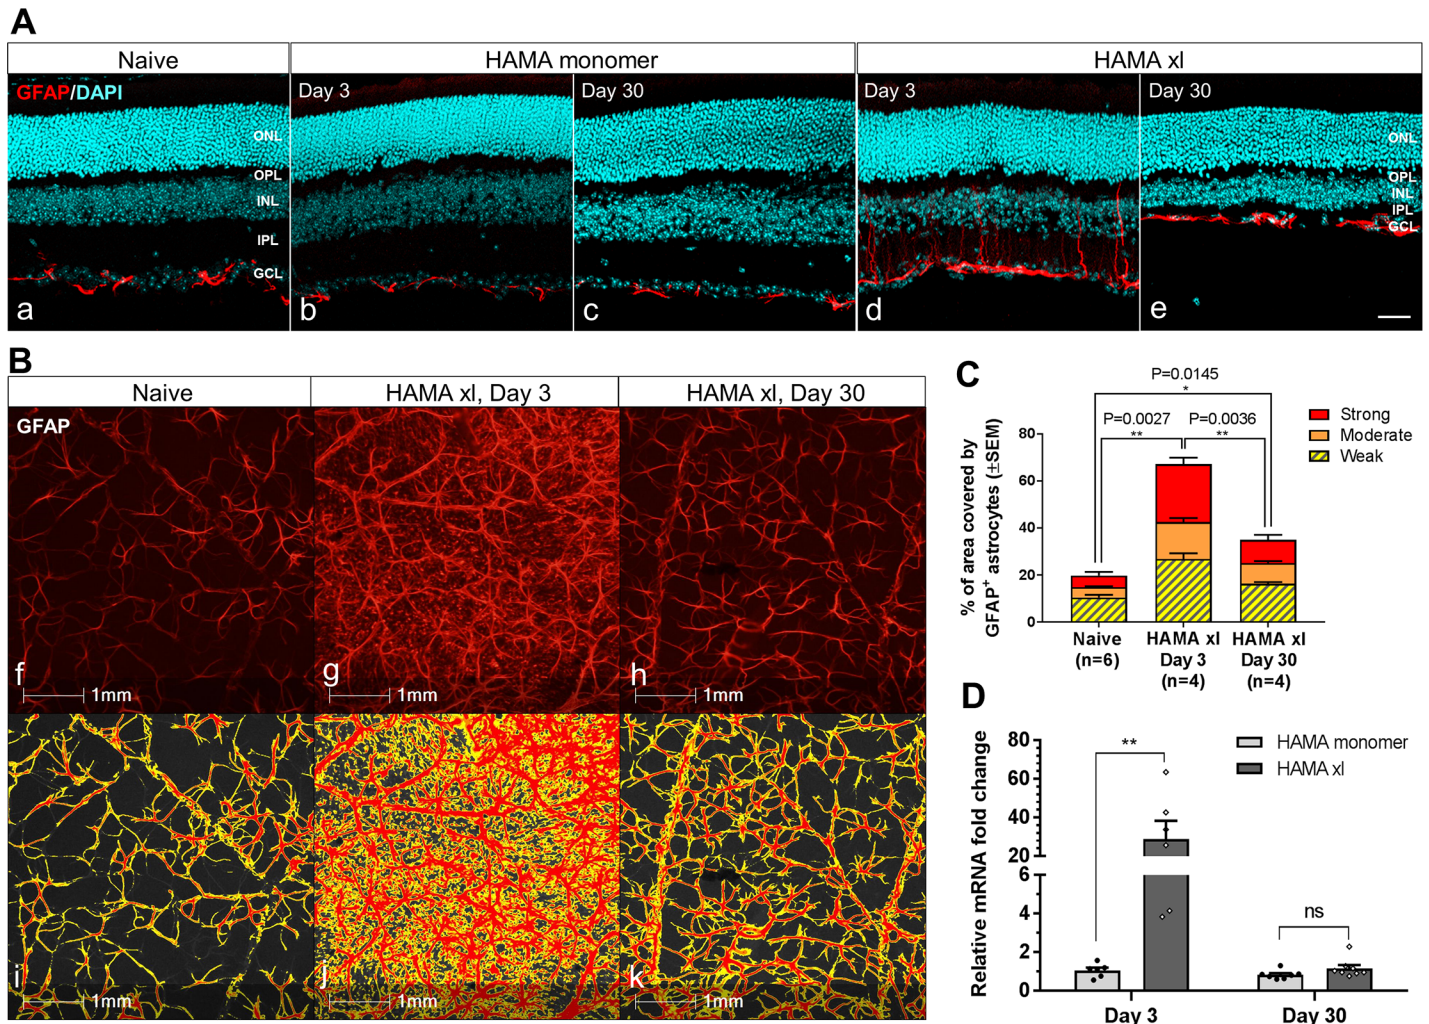 A
Naive
HAMA monomer
HAMA xl
GFAP/DAPI
Day 3
Day 30
Day 3
Day 30
ONL
OPL
INL
IPL
GCL
ONL
OPL
INL
IPL
GCL
a
b
c
d
e
B
Naive
HAMA xl, Day 3
HAMA xl, Day 30
GFAP
f
1mm
g
1mm
h
1mm
i
1mm
j
1mm
k
1mm
C
P=0.0145
*
P=0.0027
**
P=0.0036
**
Strong
Moderate
Weak
% of area covered by
GFAP+ astrocytes (±SEM)
80
60
40
20
0
Naive
(n=6)
HAMA xl
Day 3
(n=4)
HAMA xl
Day 30
(n=4)
D
Relative mRNA fold change
80
60
40
20
6
4
2
0
**
ns
HAMA monomer
HAMA xl
Day 3
Day 30